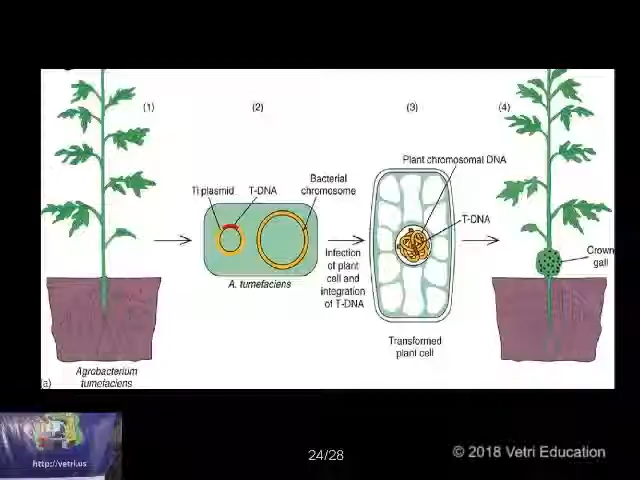 (1)
(2)
(3)
(4)
Plant chromosomal DNA
Ti plasmid
T-DNA
Bacterial
chromosome
T-DNA
Crown
gall
Infection
of plant
cell and
integration
of T-DNA
A. tumefaciens
Transformed
plant cell
(a)
Agrobacterium
tumefaciens
http://vetri.us
24/28
© 2018 Vetri Education